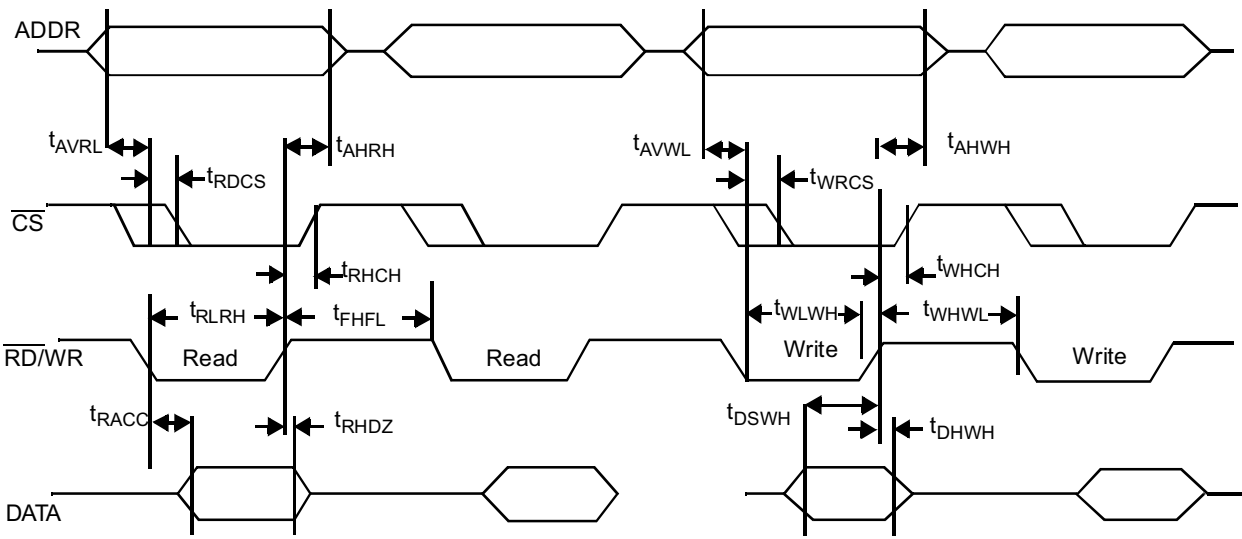 ADDR
tAVRL tAHRH tAVWL tAHWH
tRDCS tWRCS
CS
tRHCH tWHCH
tRLRH tFHFL tWLWH tWHWL
RD/WR Read Read Write Write
tRACC tRHDZ tDSWH tDHWH
DATA